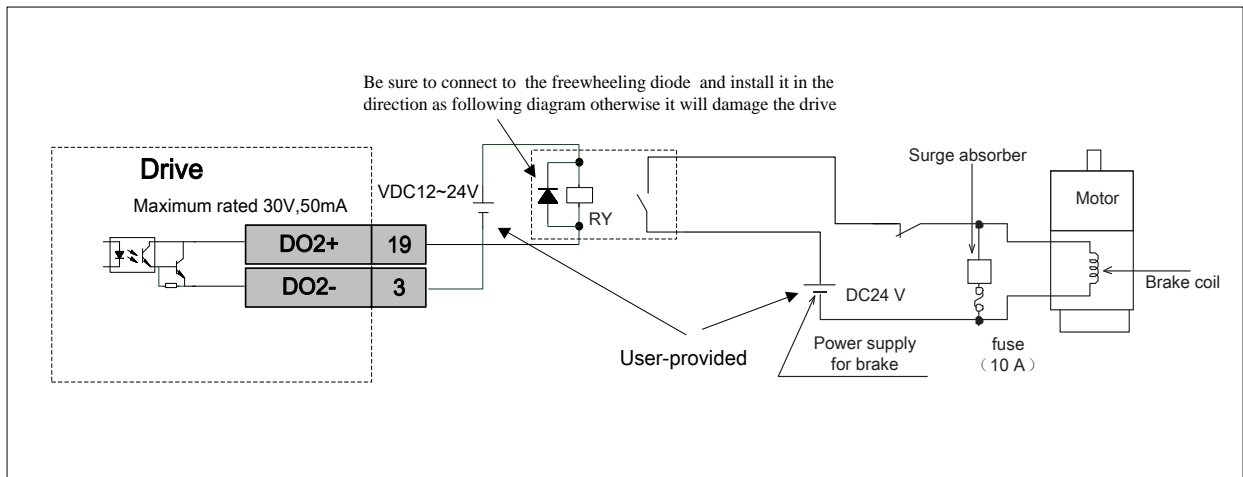 Be sure to connect to the freewheeling diode and install it in the
direction as following diagram otherwise it will damage the drive
Drive
Maximum rated 30V,50mA
DO2+ 19
DO2- 3
VDC12~24V
RY
User-provided
DC24 V
Power supply
for brake
Surge absorber
fuse
（10 A）
Motor
Brake coil